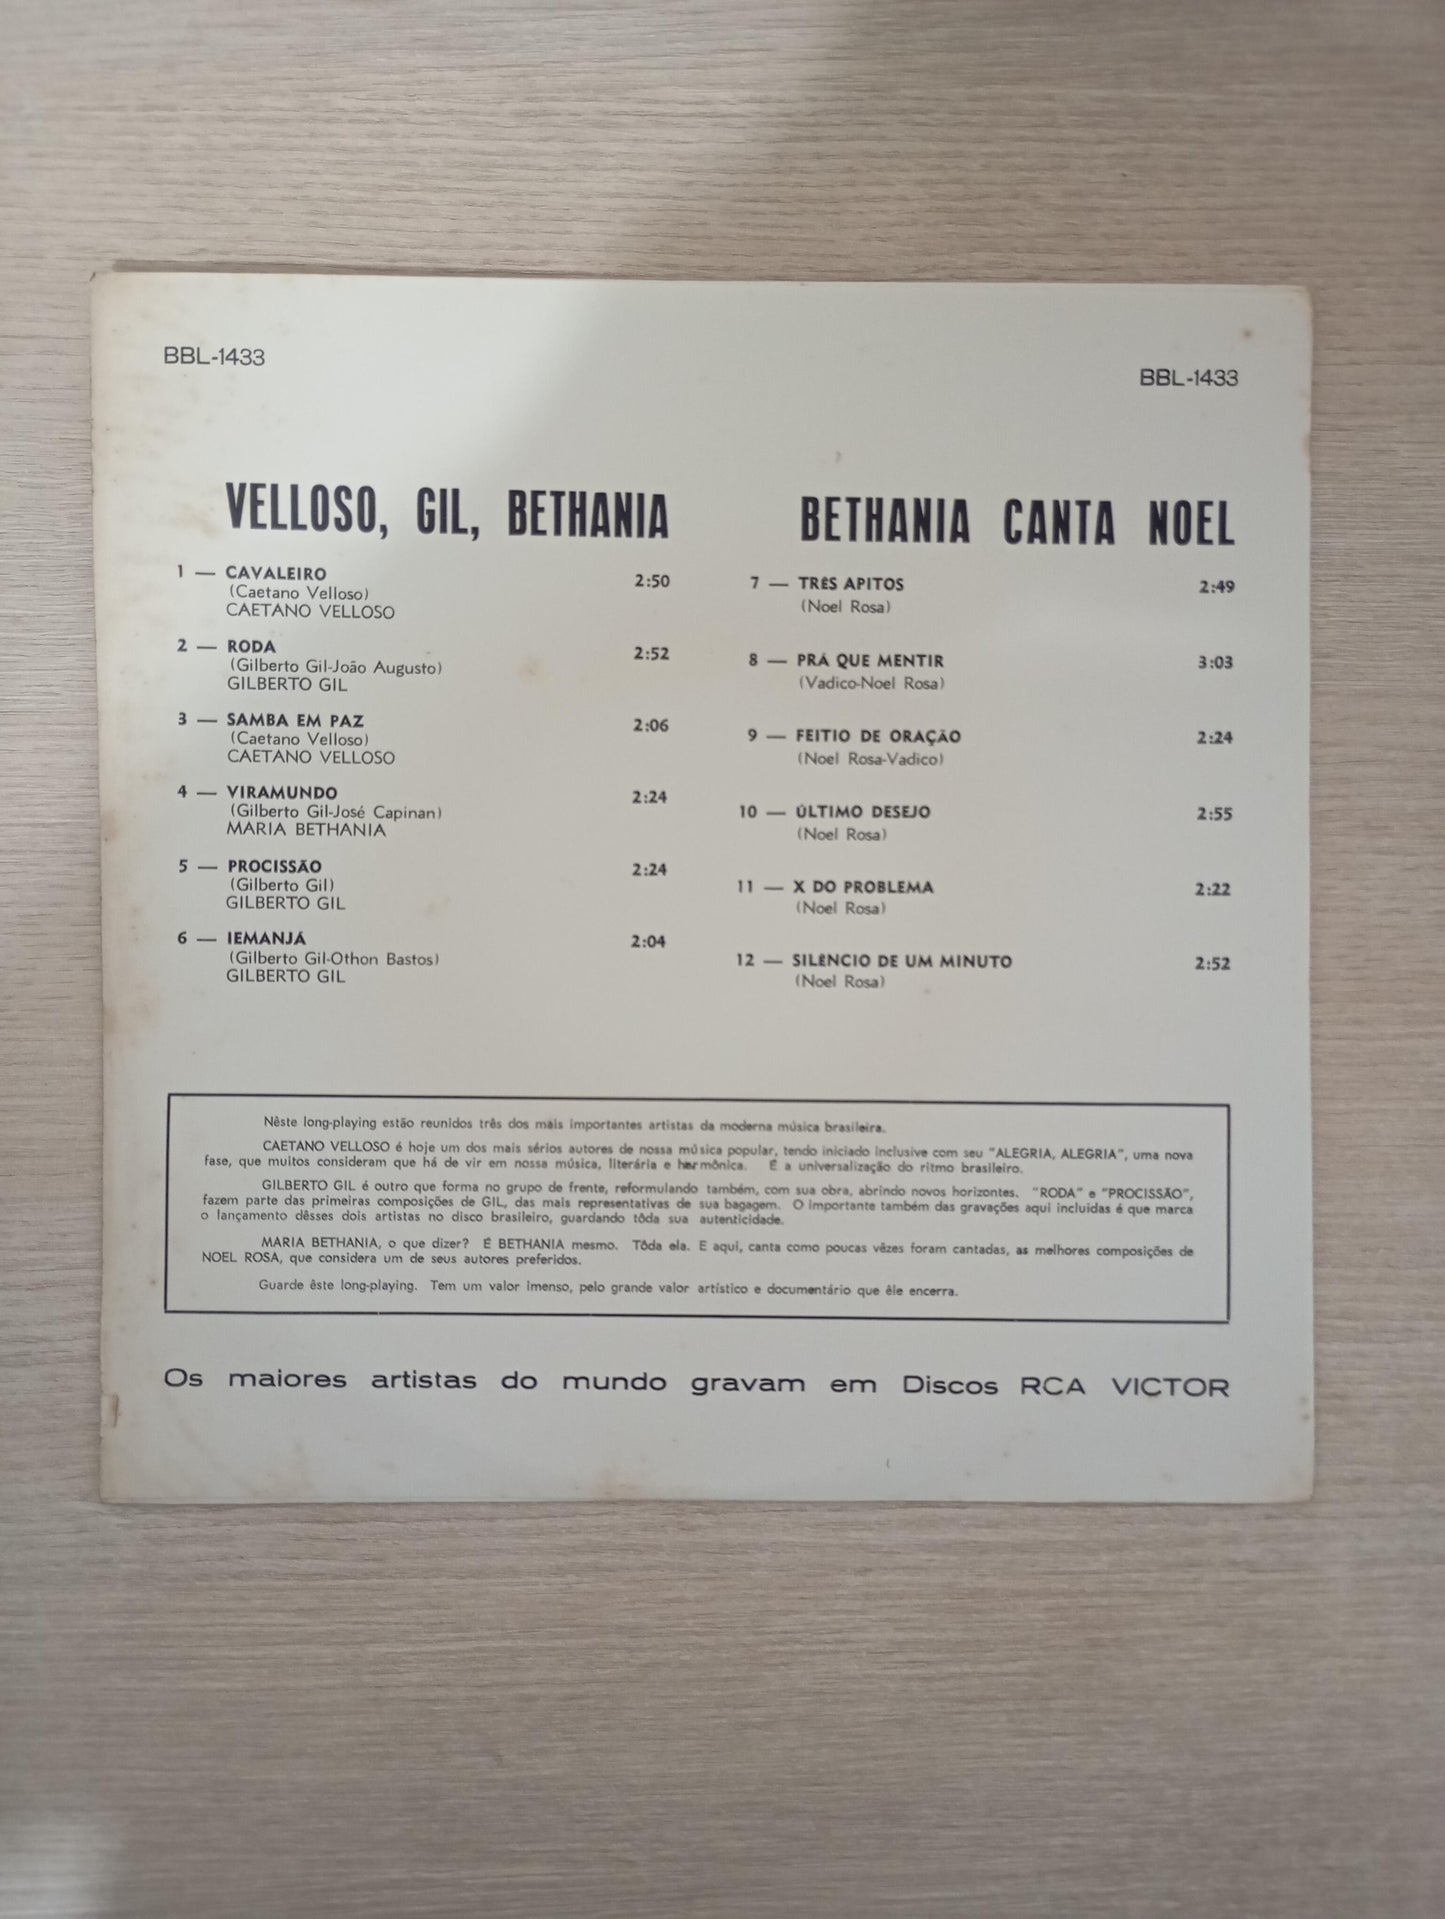 BBL-1433
BBL-1433
VELLOSO, GIL, BETHANIA
1 — CAVALEIRO 2:50
(Caetano Velloso)
CAETANO VELLOSO
2 — RODA 2:52
(Gilberto Gil-João Augusto)
GILBERTO GIL
3 — SAMBA EM PAZ 2:06
(Caetano Velloso)
CAETANO VELLOSO
4 — VIRAMUNDO 2:24
(Gilberto Gil-José Capinan)
MARIA BETHANIA
5 — PROCISSÃO 2:24
(Gilberto Gil)
GILBERTO GIL
6 — IEMANJÁ 2:04
(Gilberto Gil-Othon Bastos)
GILBERTO GIL
BETHANIA CANTA NOEL
7 — TRÊS APITOS 2:49
(Noel Rosa)
8 — PRÁ QUE MENTIR 3:03
(Vadico-Noel Rosa)
9 — FEITIO DE ORAÇÃO 2:24
(Noel Rosa-Vadico)
10 — ÚLTIMO DESEJO 2:55
(Noel Rosa)
11 — X DO PROBLEMA 2:22
(Noel Rosa)
12 — SILÊNCIO DE UM MINUTO 2:52
(Noel Rosa)
Nêste long-playing estão reunidos três dos mais importantes artistas da moderna música brasileira.
CAETANO VELLOSO é hoje um dos mais sérios autores de nossa música popular, tendo iniciado inclusive com seu "ALEGRIA, ALEGRIA", uma nova
fase, que muitos consideram que há de vir em nossa música, literária e harmônica. É a universalização do ritmo brasileiro.
GILBERTO GIL é outro que forma no grupo de frente, reformulando também, com sua obra, abrindo novos horizontes. "RODA" e "PROCISSÃO",
fazem parte das primeiras composições de GIL, das mais representativas de sua bagagem. O importante também das gravações aqui incluidas é que marca
o lançamento dêsses dois artistas no disco brasileiro, guardando tôda sua autenticidade.
MARIA BETHANIA, o que dizer? É BETHANIA mesmo. Tôda ela. E aqui, canta como poucas vêzes foram cantadas, as melhores composições de
NOEL ROSA, que considera um de seus autores preferidos.
Guarde êste long-playing. Tem um valor imenso, pelo grande valor artístico e documentário que êle encerra.
Os maiores artistas do mundo gravam em Discos RCA VICTOR